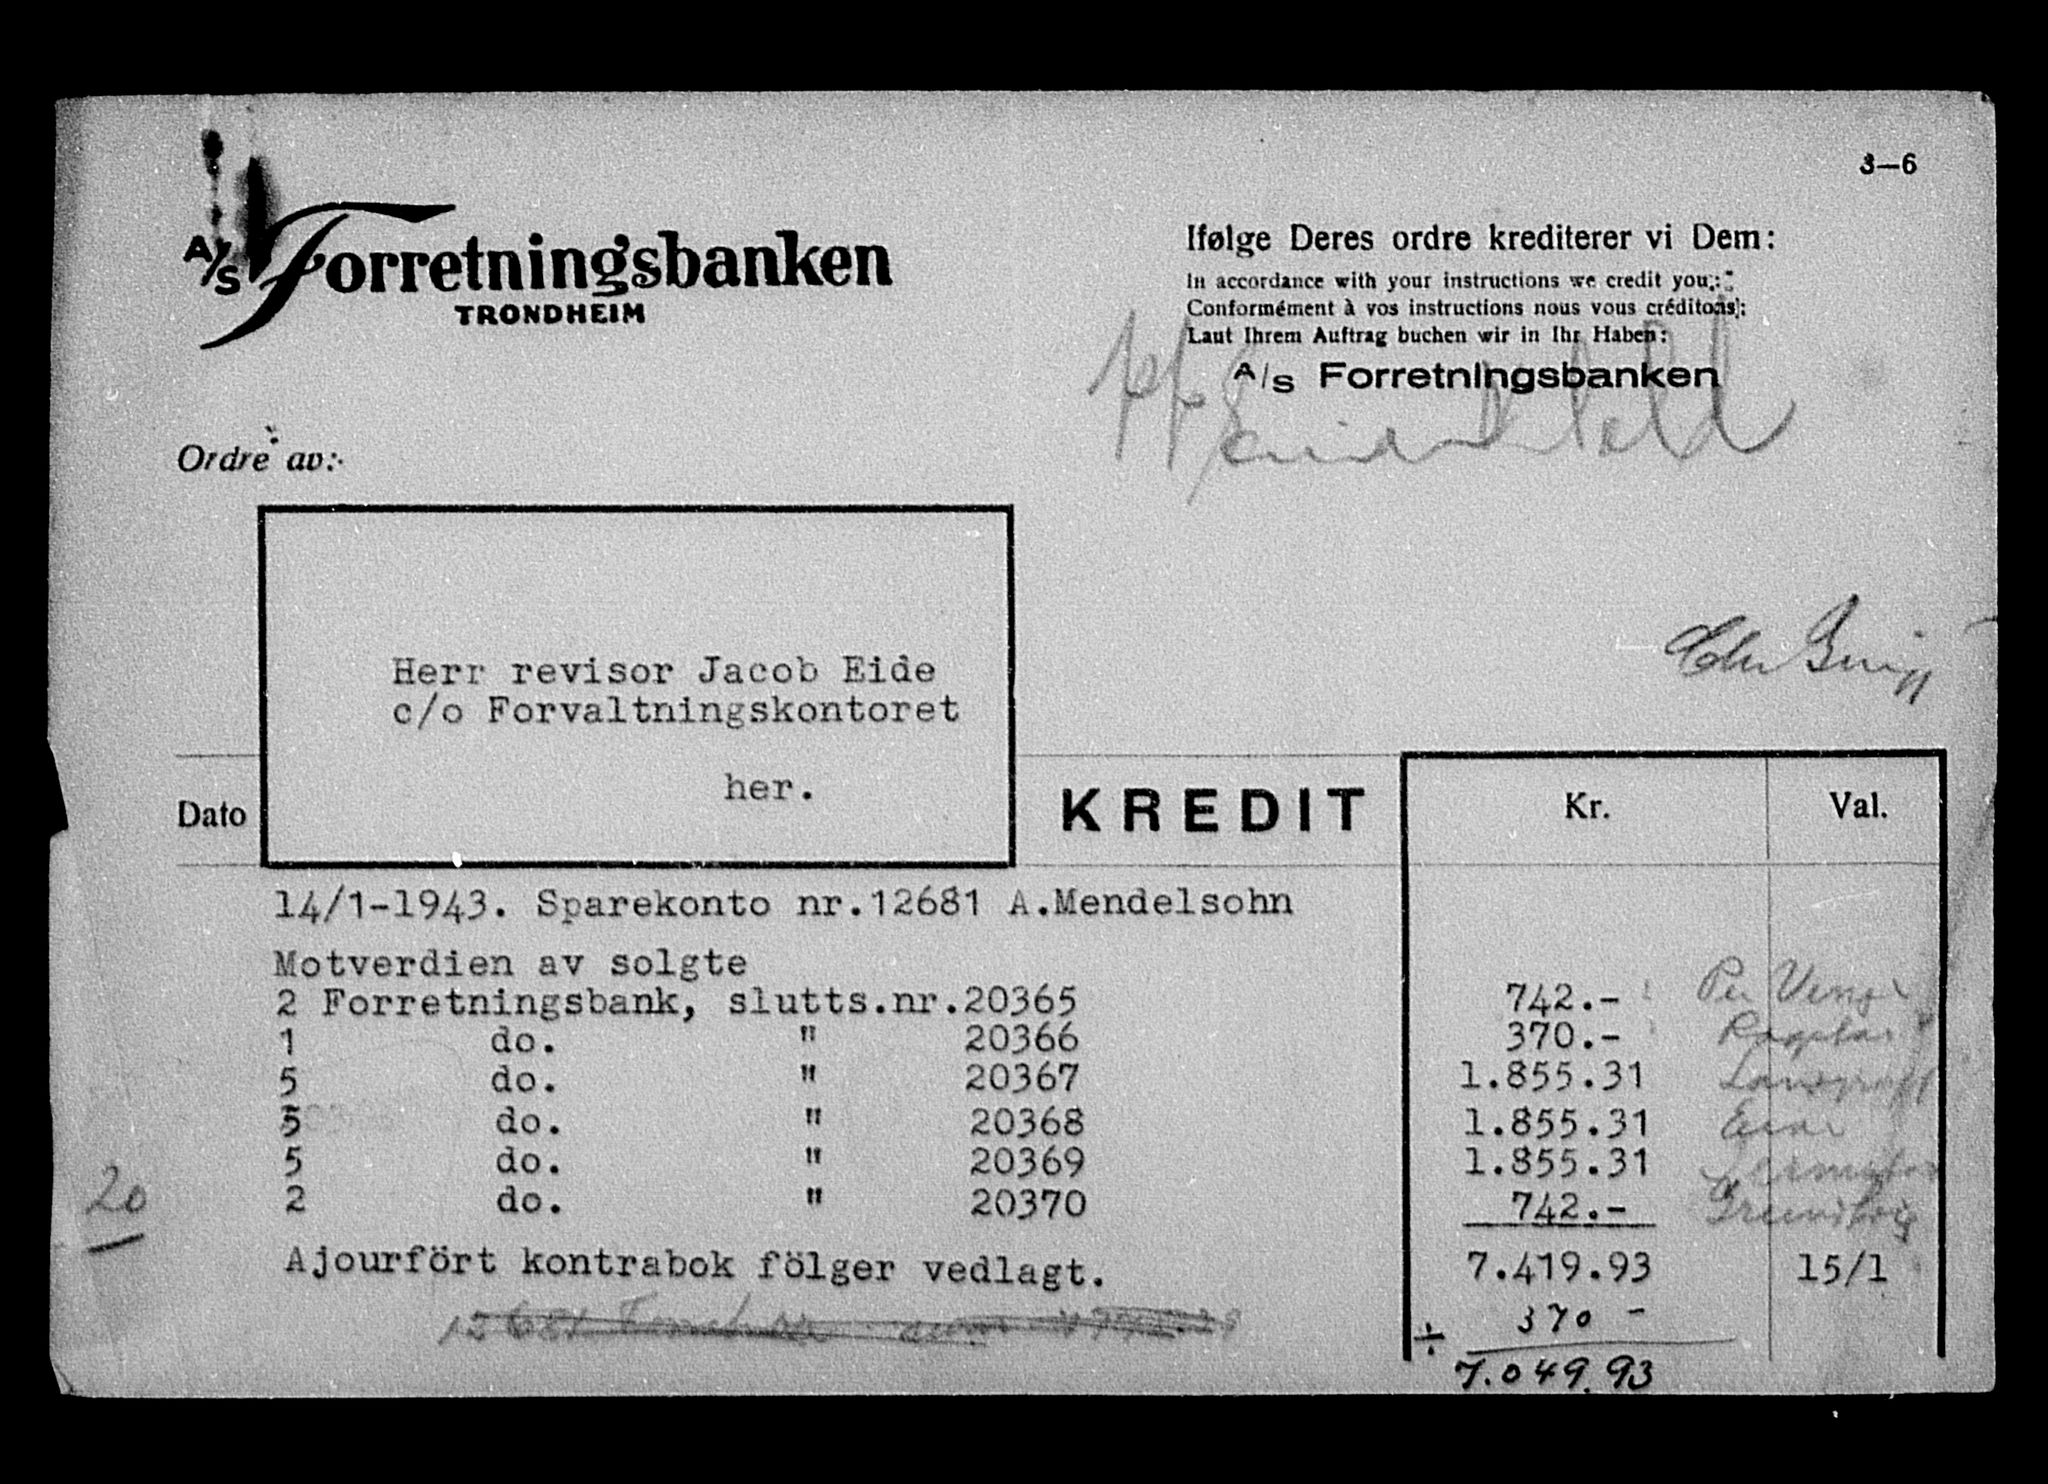 3—6
A/S Forretningsbanken
TRONDHEIM
Ifølge Deres ordre krediterer vi Dem:
In accordance with your instructions we credit you:
Conformément à vos instructions nous vous créditons:
Laut Ihrem Auftrag buchen wir in Ihr Haben:
A/S Forretningsbanken
Ordre av:
Herr revisor Jacob Eide
c/o Forvaltningskontoret
her.
Dato KREDIT Kr. Val.
14/1-1943. Sparekonto nr.12681 A.Mendelsohn
Motverdien av solgte
2 Forretningsbank, slutts.nr.20365 742.- Per
1 do. " 20366 370.-
5 do. " 20367 1.855.31
5 do. " 20368 1.855.31
5 do. " 20369 1.855.31
2 do. " 20370 742.-
20
Ajourfört kontrabok fölger vedlagt. 7.419.93 15/1
12681
÷ 370 -
7.049.93